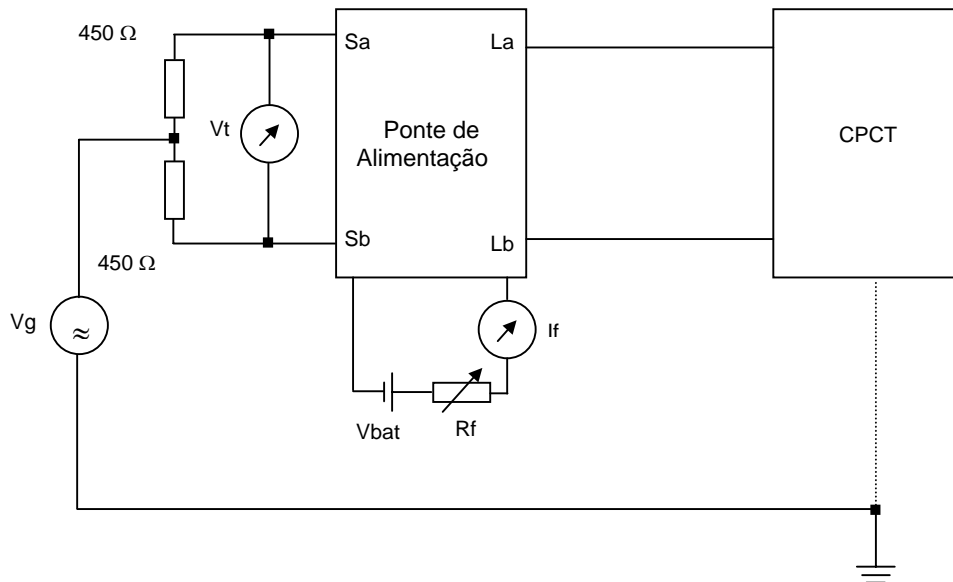 450 Ω
Sa
La
Vt
Ponte de
Alimentação
CPCT
Sb
Lb
450 Ω
Vg
≈
If
Vbat
Rf